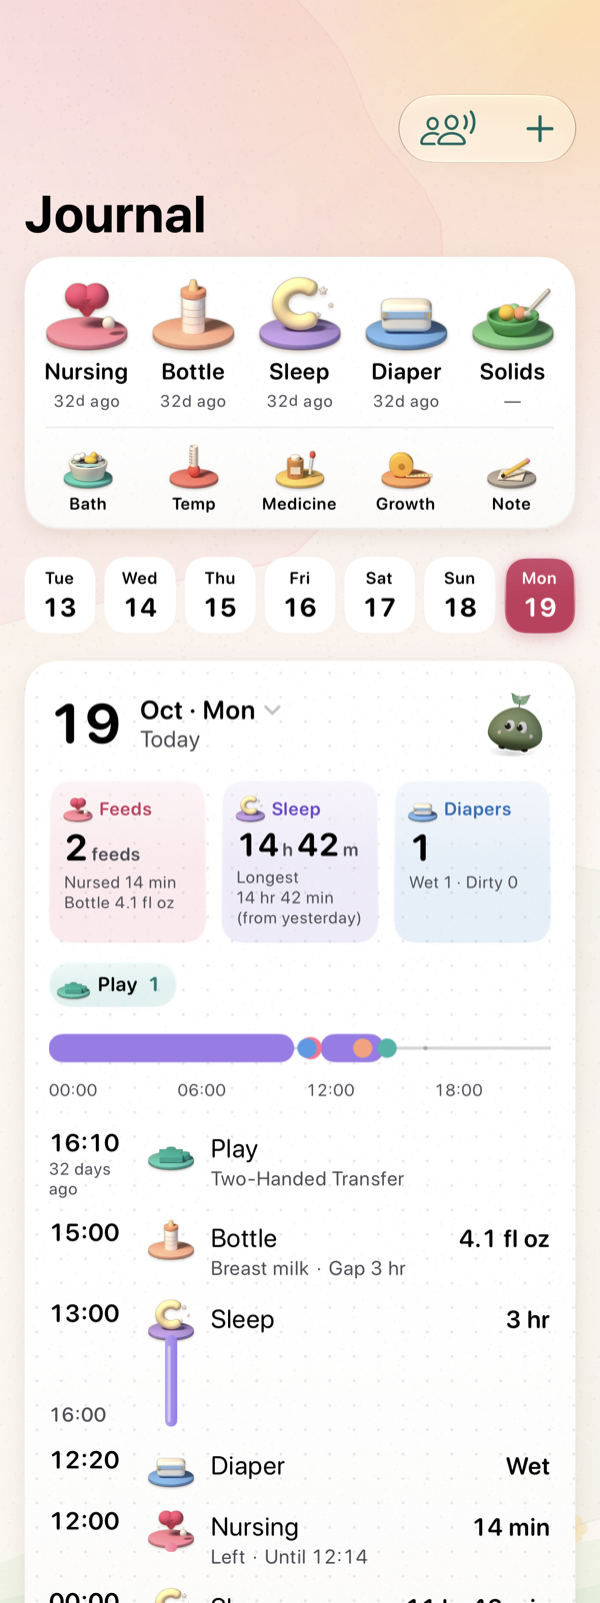 Journal
Nursing Bottle Sleep Diaper Solids
32d ago 32d ago 32d ago 32d ago —
Bath Temp Medicine Growth Note
Tue Wed Thu Fri Sat Sun Mon
13 14 15 16 17 18 19
19 Oct · Mon
Today
Feeds
2 feeds
Nursed 14 min
Bottle 4.1 fl oz
Sleep
14 h 42 m
Longest
14 hr 42 min
(from yesterday)
Diapers
1
Wet 1 · Dirty 0
Play 1
00:00 06:00 12:00 18:00
16:10 Play
32 days ago
Two-Handed Transfer
15:00 Bottle 4.1 fl oz
Breast milk · Gap 3 hr
13:00 Sleep 3 hr
16:00
12:20 Diaper Wet
12:00 Nursing 14 min
Left · Until 12:14